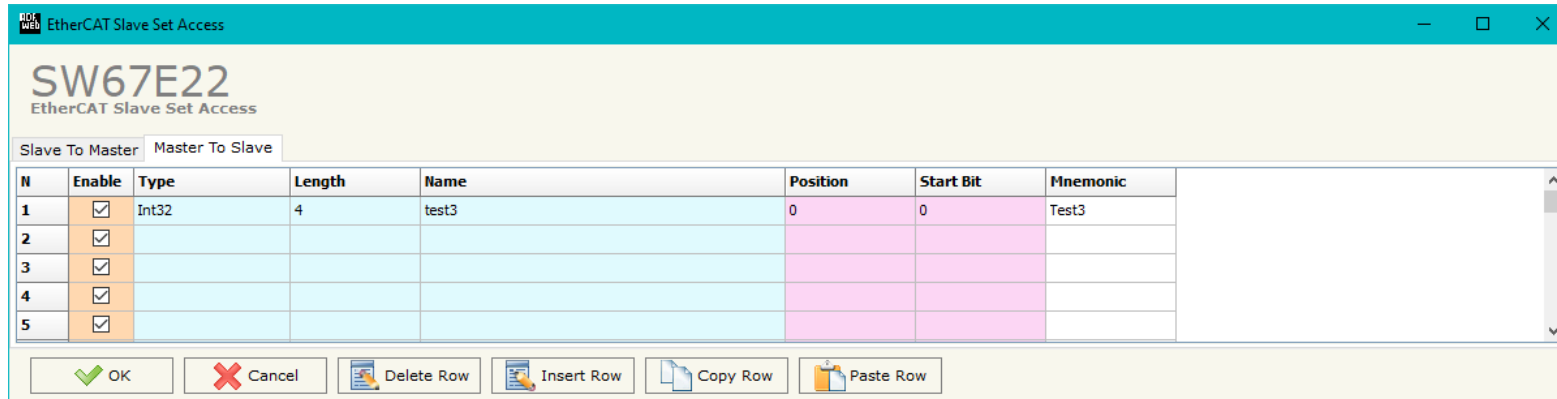 ADF
WEB
EtherCAT Slave Set Access
SW67E22
EtherCAT Slave Set Access
Slave To Master Master To Slave
N Enable Type Length Name Position Start Bit Mnemonic
1 Int32 4 test3 0 0 Test3
2
3
4
5
OK Cancel Delete Row Insert Row Copy Row Paste Row